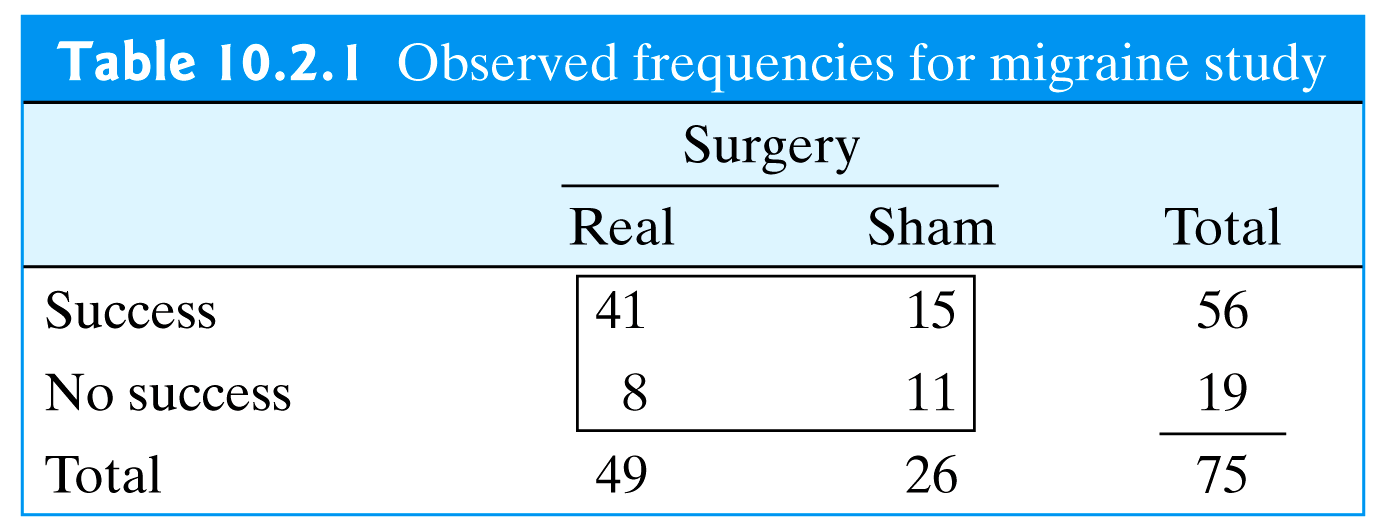 Table 10.2.1 Observed frequencies for migraine study
Surgery
Real Sham Total
Success 41 15 56
No success 8 11 19
Total 49 26 75